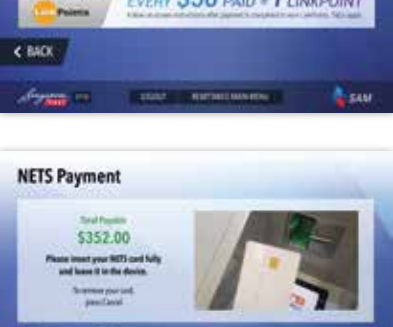 LinkPoints
EVERY $50 PAID = 1 LINKPOINT
< BACK
LOGOUT
SAM
NETS Payment
Total Payable
$352.00
Please insert your NETS card fully
and leave it in the device.
To remove your card,
press Cancel